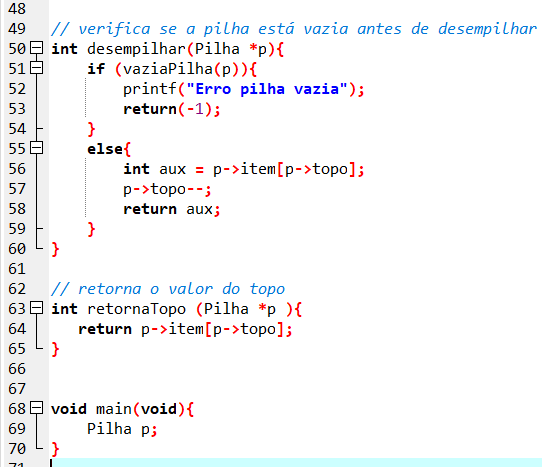 48
49 // verifica se a pilha está vazia antes de desempilhar
50 int desempilhar(Pilha *p){
51 if (vaziaPilha(p)){
52 printf("Erro pilha vazia");
53 return(-1);
54 }
55 else{
56 int aux = p->item[p->topo];
57 p->topo--;
58 return aux;
59 }
60 }
61
62 // retorna o valor do topo
63 int retornaTopo (Pilha *p ){
64 return p->item[p->topo];
65 }
66
67
68 void main(void){
69 Pilha p;
70 }
71